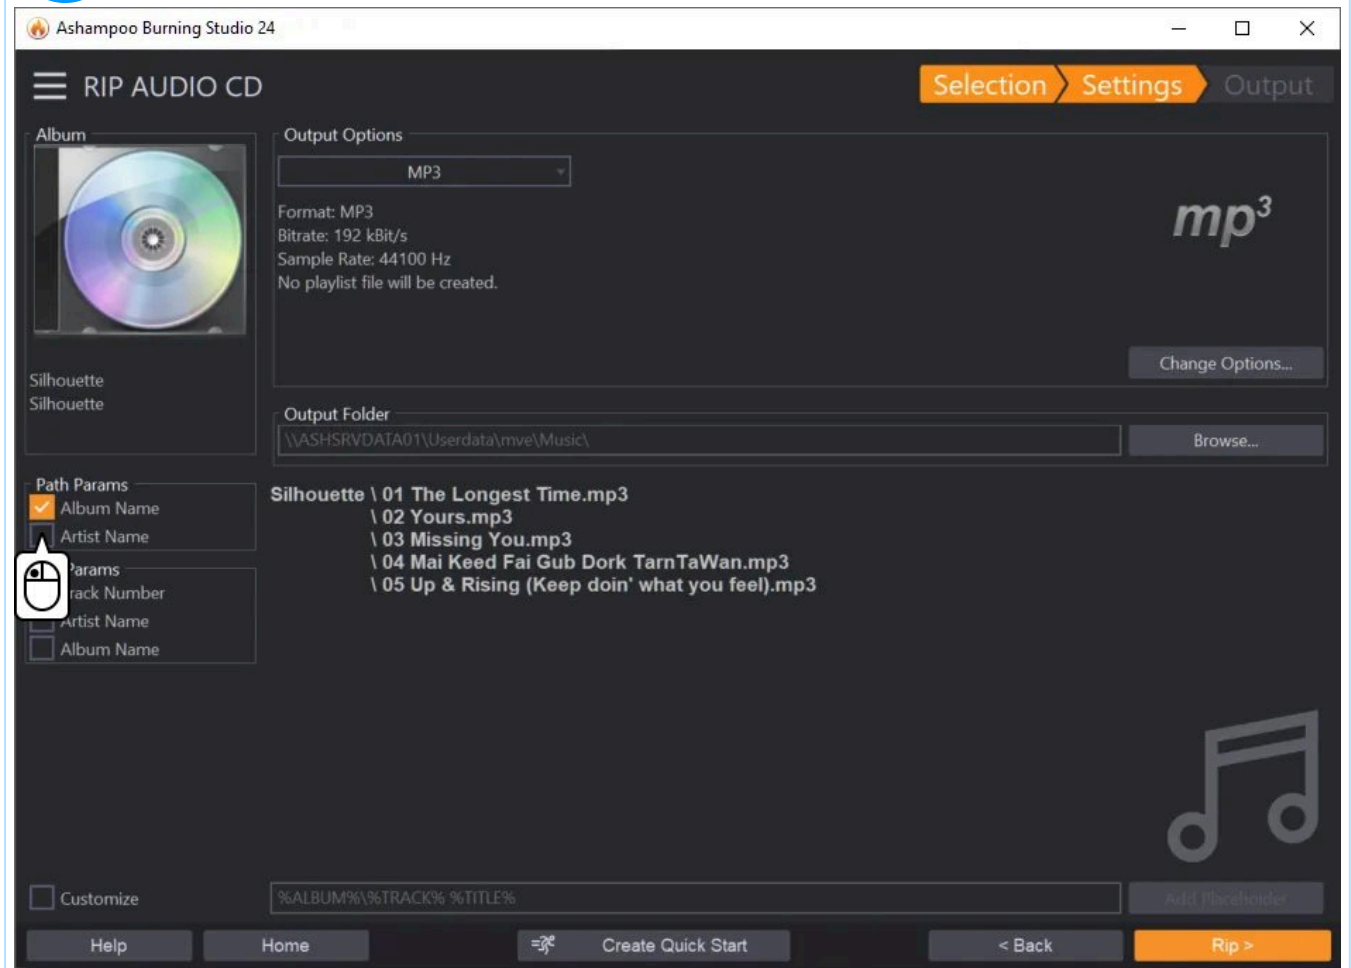 Ashampoo Burning Studio 24
RIP AUDIO CD
Selection
Settings
Output
Album
Silhouette
Silhouette
Output Options
MP3
Format: MP3
Bitrate: 192 kBit/s
Sample Rate: 44100 Hz
No playlist file will be created.
mp3
Change Options...
Output Folder
\\ASHSRVDATA01\Userdata\mve\Music\
Browse...
Path Params
Album Name
Artist Name
Params
rack Number
Artist Name
Album Name
Silhouette \ 01 The Longest Time.mp3
\ 02 Yours.mp3
\ 03 Missing You.mp3
\ 04 Mai Keed Fai Gub Dork TarnTaWan.mp3
\ 05 Up & Rising (Keep doin' what you feel).mp3
Customize
%ALBUM%\%TRACK% %TITLE%
Add Placeholder
Help
Home
Create Quick Start
< Back
Rip >